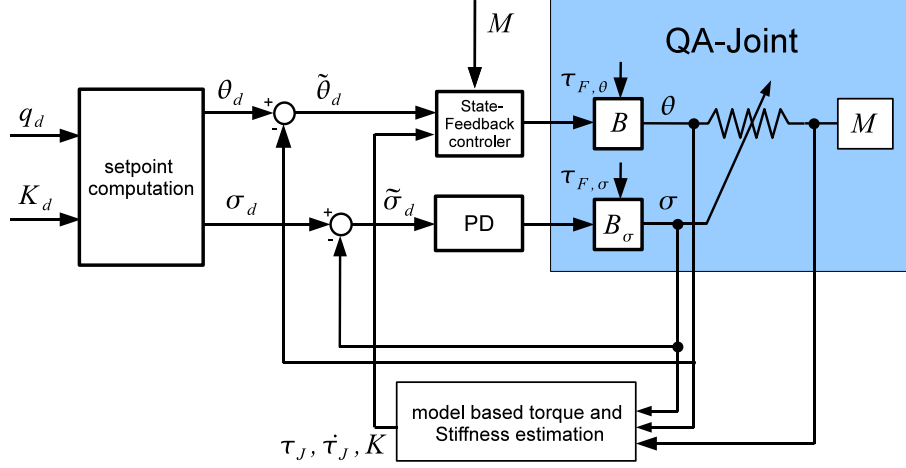 M
QA-Joint
q_d
K_d
setpoint
computation
θ_d
+
-
θ̃_d
State-
Feedback
controler
τ_{F,θ}
B
θ
M
σ_d
+
-
σ̃_d
PD
τ_{F,σ}
B_σ
σ
model based torque and
Stiffness estimation
τ_J, τ̇_J, K